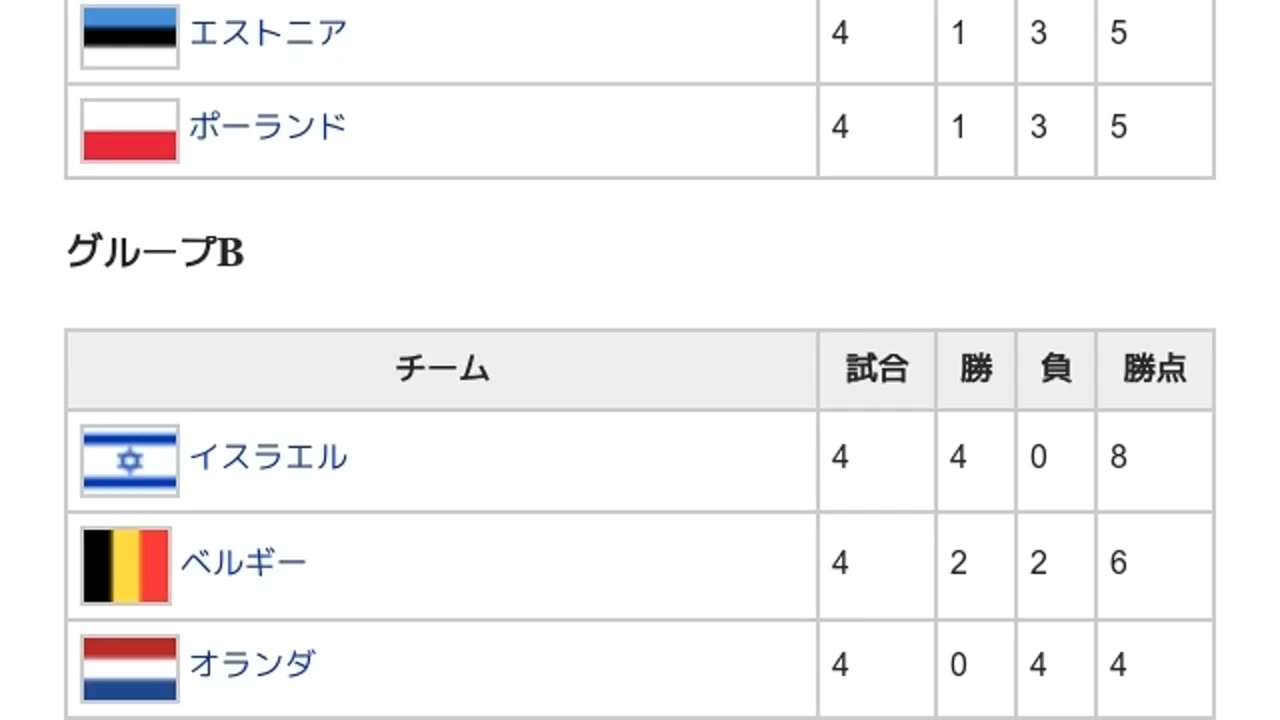 エストニア 4 1 3 5
ポーランド 4 1 3 5
グループB
チーム 試合 勝 負 勝点
イスラエル 4 4 0 8
ベルギー 4 2 2 6
オランダ 4 0 4 4